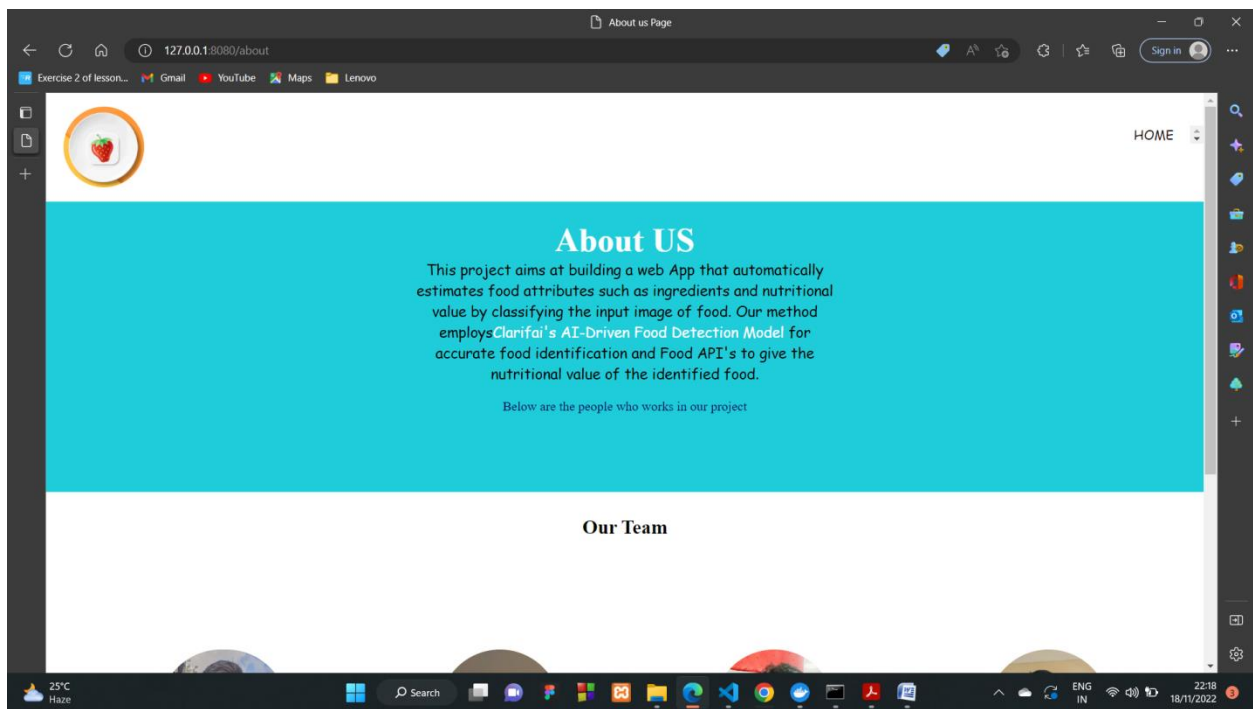 About us Page
127.0.0.1:8080/about
Sign in
Exercise 2 of lesson... Gmail YouTube Maps Lenovo
HOME
About US
This project aims at building a web App that automatically
estimates food attributes such as ingredients and nutritional
value by classifying the input image of food. Our method
employsClarifai's AI-Driven Food Detection Model for
accurate food identification and Food API's to give the
nutritional value of the identified food.
Below are the people who works in our project
Our Team
25°C
Haze
Search
ENG
IN
22:18
18/11/2022
3